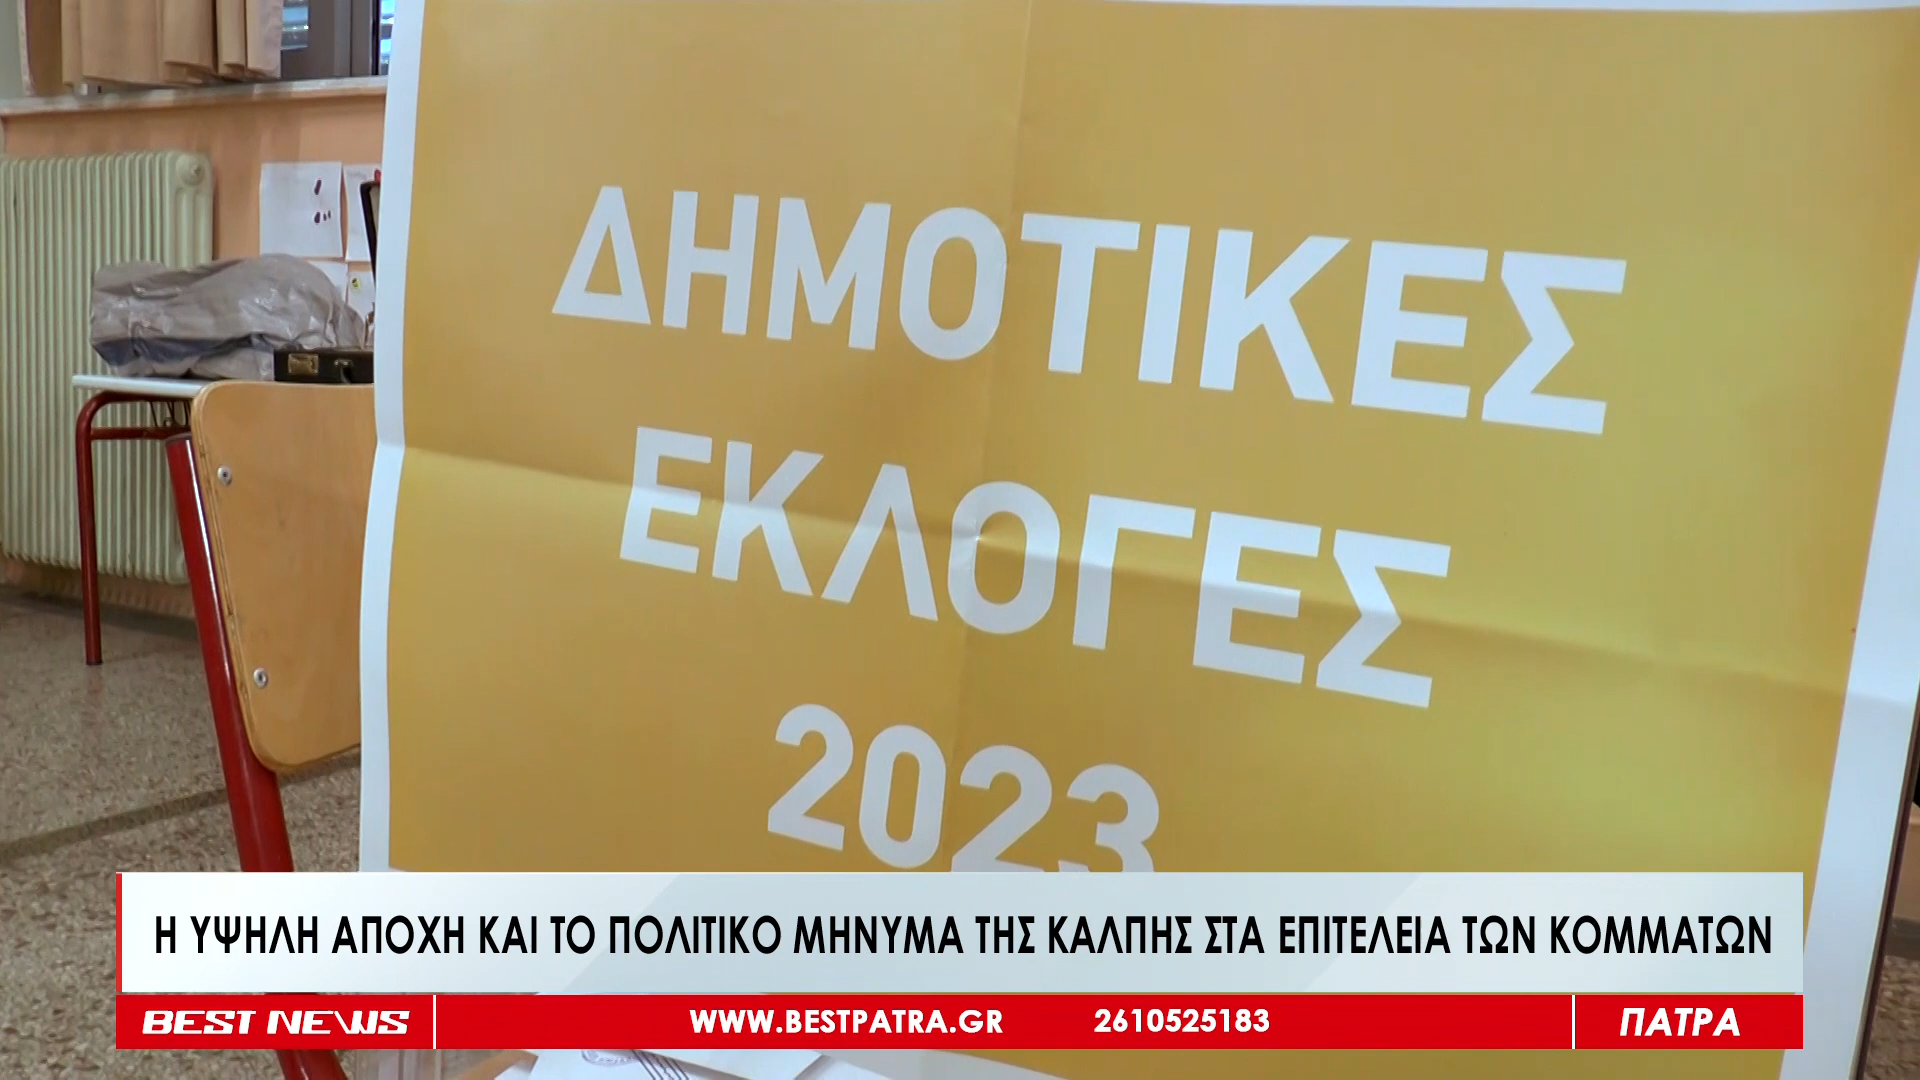 ΔΗΜΟΤΙΚΕΣ
ΕΚΛΟΓΕΣ
2023
Η ΥΨΗΛΗ ΑΠΟΧΗ ΚΑΙ ΤΟ ΠΟΛΙΤΙΚΟ ΜΗΝΥΜΑ ΤΗΣ ΚΑΛΠΗΣ ΣΤΑ ΕΠΙΤΕΛΕΙΑ ΤΩΝ ΚΟΜΜΑΤΩΝ
BEST NEWS WWW.BESTPATRA.GR 2610525183 ΠΑΤΡΑ